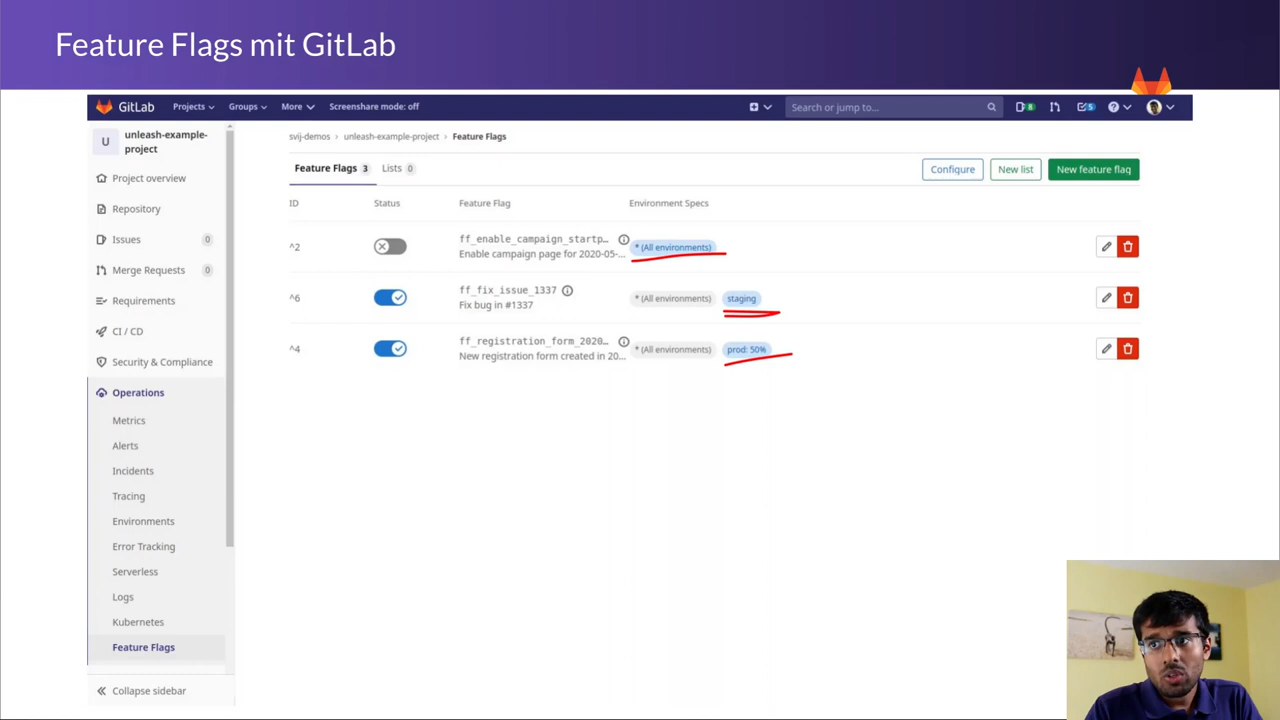 Feature Flags mit GitLab
GitLab Projects Groups More Screenshare mode: off Search or jump to... 8 5
U unleash-example-project
Project overview
Repository
Issues 0
Merge Requests 0
Requirements
CI / CD
Security & Compliance
Operations
Metrics
Alerts
Incidents
Tracing
Environments
Error Tracking
Serverless
Logs
Kubernetes
Feature Flags
Collapse sidebar
svij-demos › unleash-example-project › Feature Flags
Feature Flags 3 Lists 0 Configure New list New feature flag
ID Status Feature Flag Environment Specs
^2 ff_enable_campaign_startp… * (All environments)
Enable campaign page for 2020-05-…
^6 ff_fix_issue_1337 * (All environments) staging
Fix bug in #1337
^4 ff_registration_form_2020… * (All environments) prod: 50%
New registration form created in 20…